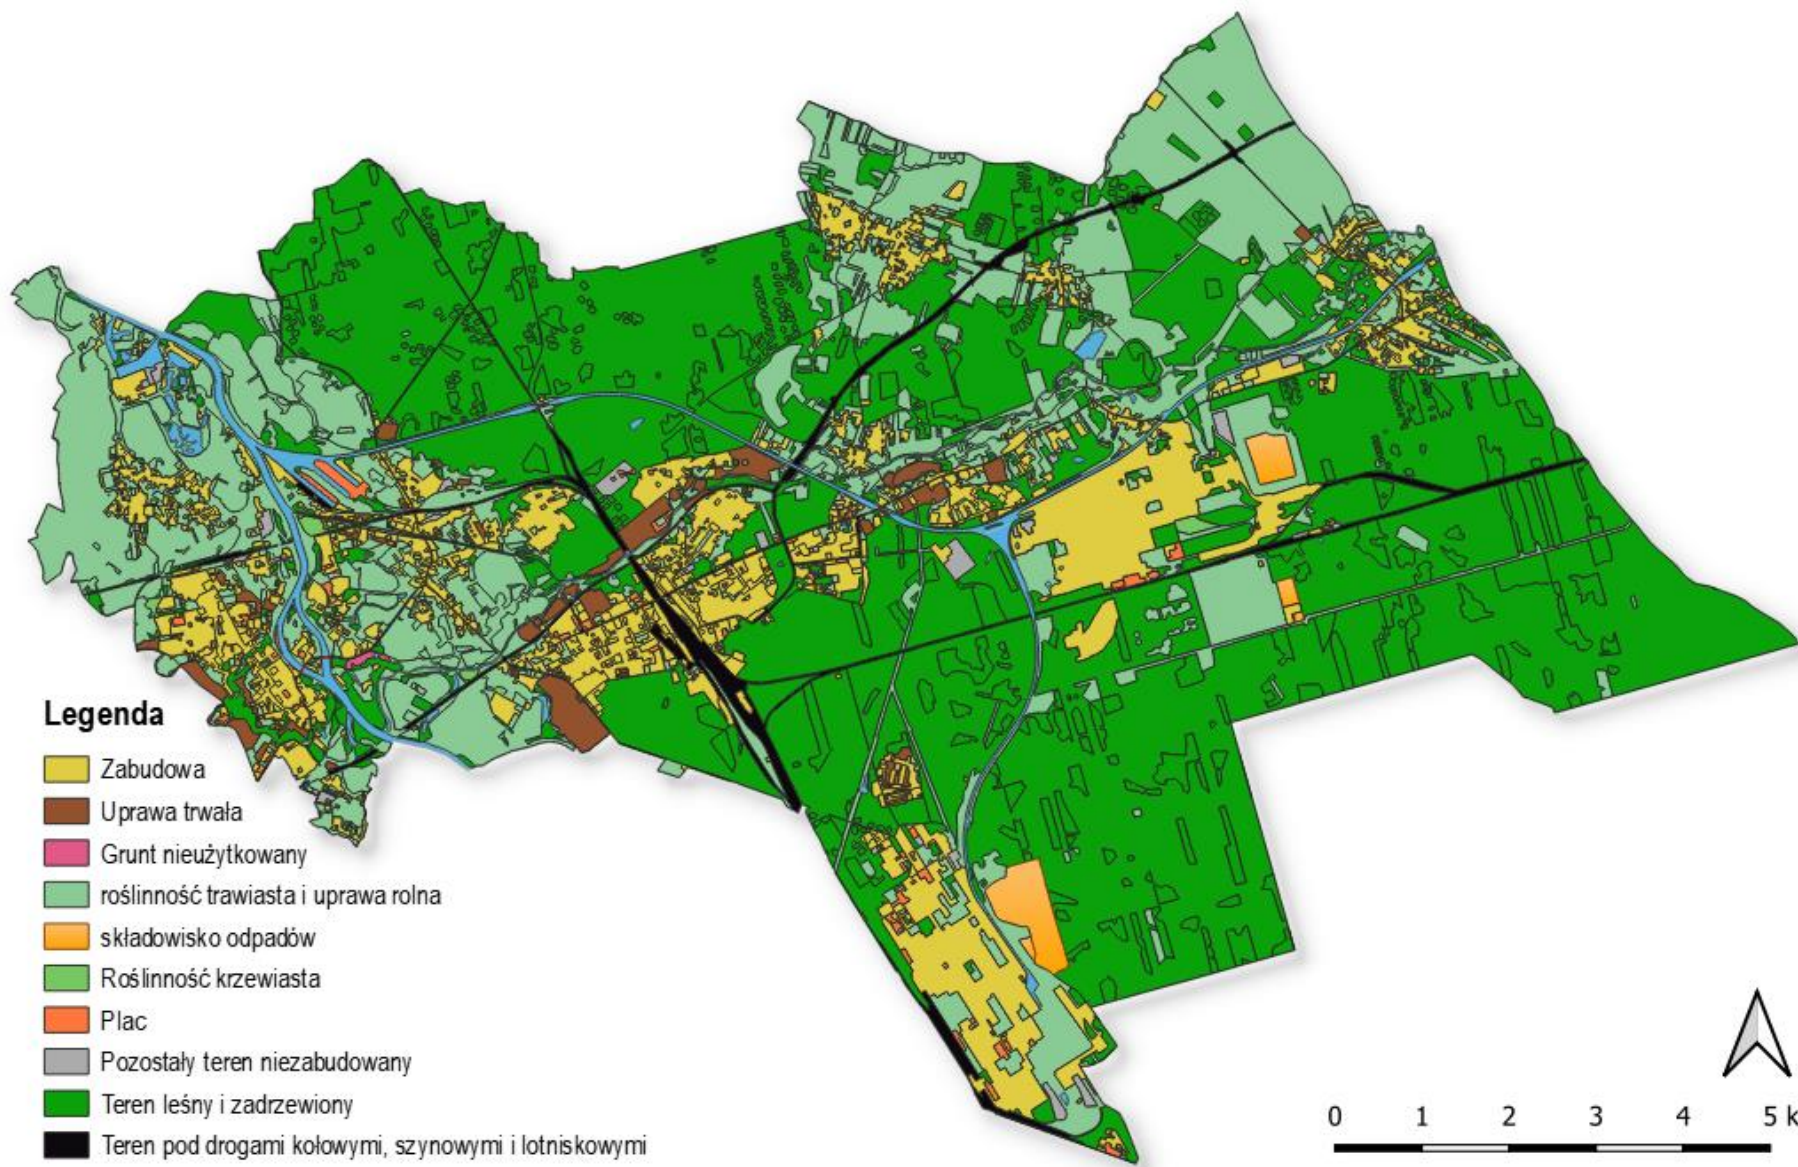 Legenda
Zabudowa
Uprawa trwała
Grunt nieużytkowany
roślinność trawiasta i uprawa rolna
składowisko odpadów
Roślinność krzewiasta
Plac
Pozostały teren niezabudowany
Teren leśny i zadrzewiony
Teren pod drogami kołowymi, szynowymi i lotniskowymi
0 1 2 3 4 5 k